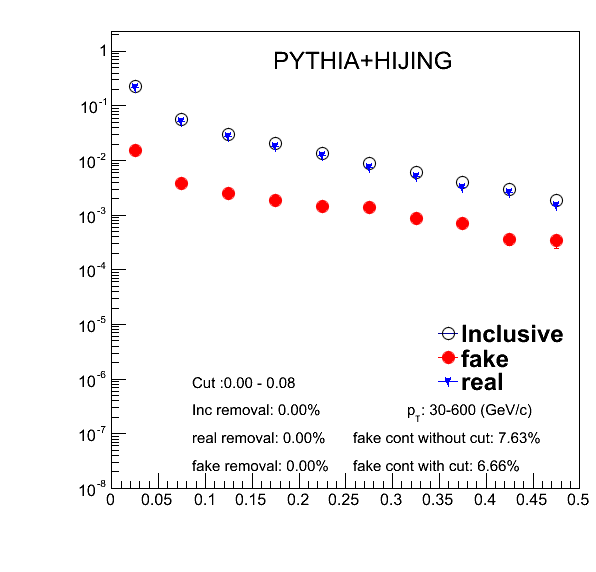 PYTHIA+HIJING
1
10-1
10-2
10-3
10-4
10-5
10-6
10-7
10-8
Inclusive
fake
real
Cut :0.00 - 0.08
Inc removal: 0.00%
pT: 30-600 (GeV/c)
real removal: 0.00%
fake cont without cut: 7.63%
fake removal: 0.00%
fake cont with cut: 6.66%
0 0.05 0.1 0.15 0.2 0.25 0.3 0.35 0.4 0.45 0.5